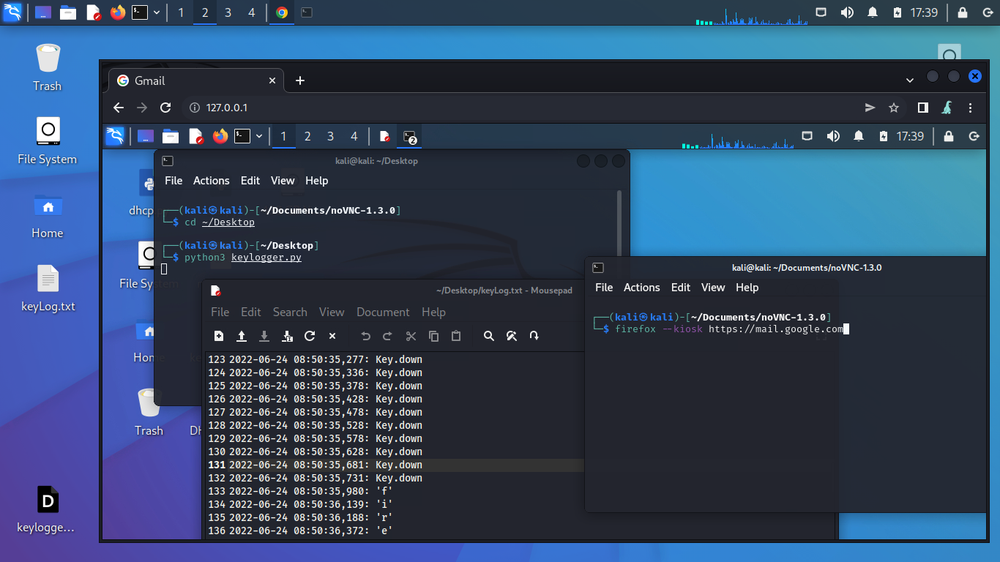 1 2 3 4 17:39
Trash
File System
Home
keyLog.txt
keylogge...
Gmail
127.0.0.1
1 2 3 4 2 17:39
kali@kali: ~/Desktop
File Actions Edit View Help
┌──(kali㉿kali)-[~/Documents/noVNC-1.3.0]
└─$ cd ~/Desktop
┌──(kali㉿kali)-[~/Desktop]
└─$ python3 keylogger.py
dhcp
File Sys
Home
Trash
DH
~/Desktop/keyLog.txt - Mousepad
File Edit Search View Document Help
123 2022-06-24 08:50:35,277: Key.down
124 2022-06-24 08:50:35,336: Key.down
125 2022-06-24 08:50:35,378: Key.down
126 2022-06-24 08:50:35,428: Key.down
127 2022-06-24 08:50:35,478: Key.down
128 2022-06-24 08:50:35,528: Key.down
129 2022-06-24 08:50:35,578: Key.down
130 2022-06-24 08:50:35,628: Key.down
131 2022-06-24 08:50:35,681: Key.down
132 2022-06-24 08:50:35,731: Key.down
133 2022-06-24 08:50:35,980: 'f'
134 2022-06-24 08:50:36,139: 'i'
135 2022-06-24 08:50:36,188: 'r'
136 2022-06-24 08:50:36,372: 'e'
kali@kali: ~/Documents/noVNC-1.3.0
File Actions Edit View Help
┌──(kali㉿kali)-[~/Documents/noVNC-1.3.0]
└─$ firefox --kiosk https://mail.google.com